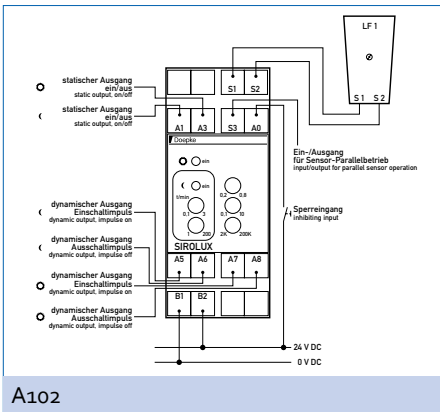 LF 1
S 1 S 2
statischer Ausgang
ein/aus
static output, on/off
statischer Ausgang
ein/aus
static output, on/off
S1 S2
A1 A3 S3 A0
Doepke
ein
ein
t/min
0,1 3
1 200
0,2 0,8
0,1 10
2K 200K
SIROLUX
Ein-/Ausgang
für Sensor-Parallelbetrieb
input/output for parallel sensor operation
Sperreingang
inhibiting input
dynamischer Ausgang
Einschaltimpuls
dynamic output, impulse on
dynamischer Ausgang
Ausschaltimpuls
dynamic output, impulse off
dynamischer Ausgang
Einschaltimpuls
dynamic output, impulse on
dynamischer Ausgang
Ausschaltimpuls
dynamic output, impulse off
A5 A6 A7 A8
B1 B2
24 V DC
0 V DC
A102